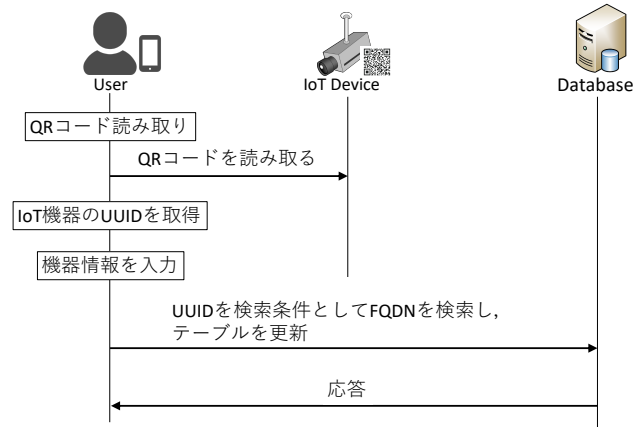 User
IoT Device
Database
QRコード読み取り
QRコードを読み取る
IoT機器のUUIDを取得
機器情報を入力
UUIDを検索条件としてFQDNを検索し,
テーブルを更新
応答